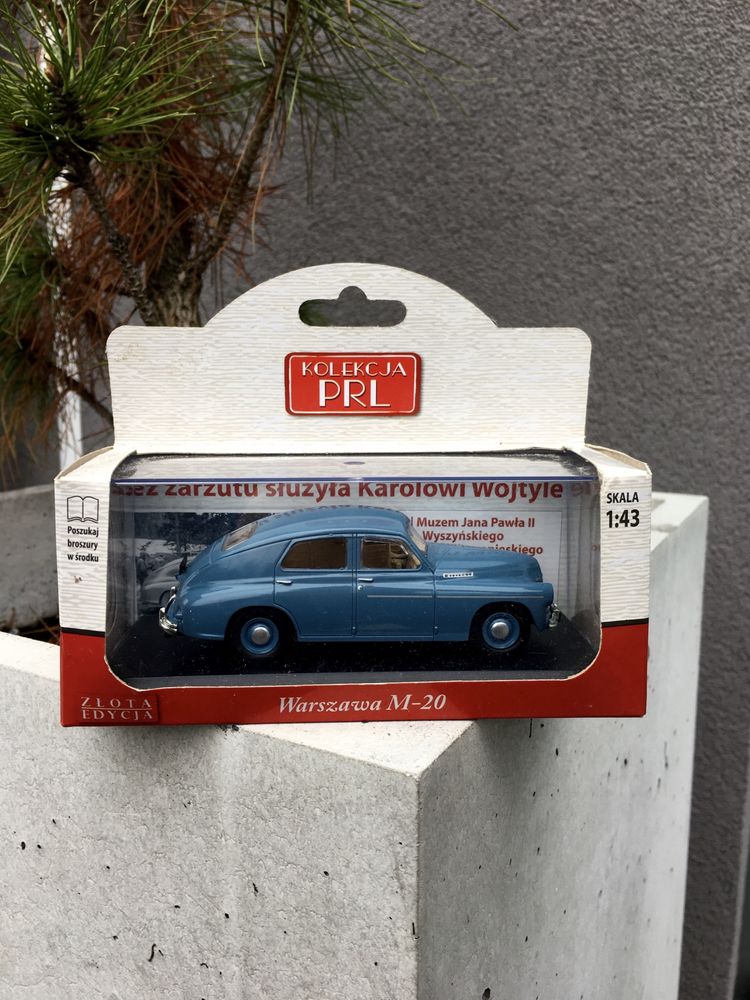 KOLEKCJA
PRL
Poszukaj
broszury
w środku
SKALA
1:43
zarzutu służyła Karolowi Wojtyle
Muzem Jana Pawła II
Wyszyńskiego
ZŁOTA
EDYCJA
Warszawa M-20